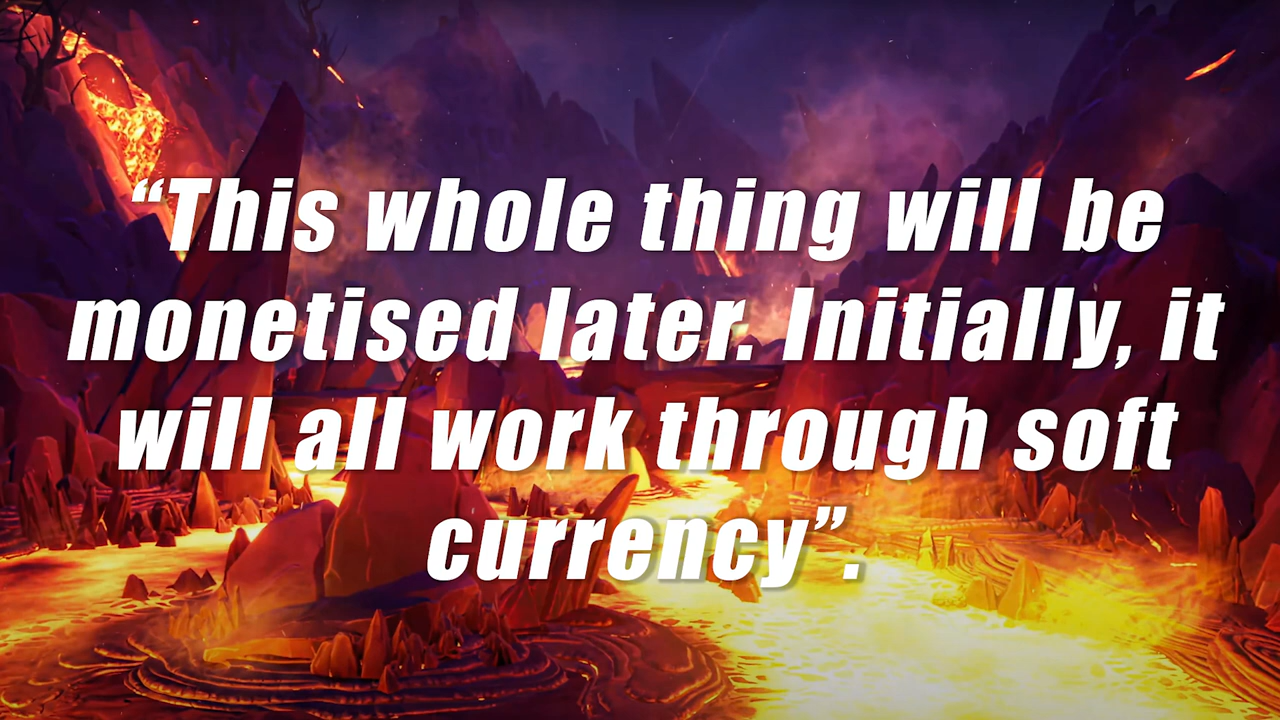 “This whole thing will be
monetised later. Initially, it
will all work through soft
currency”.